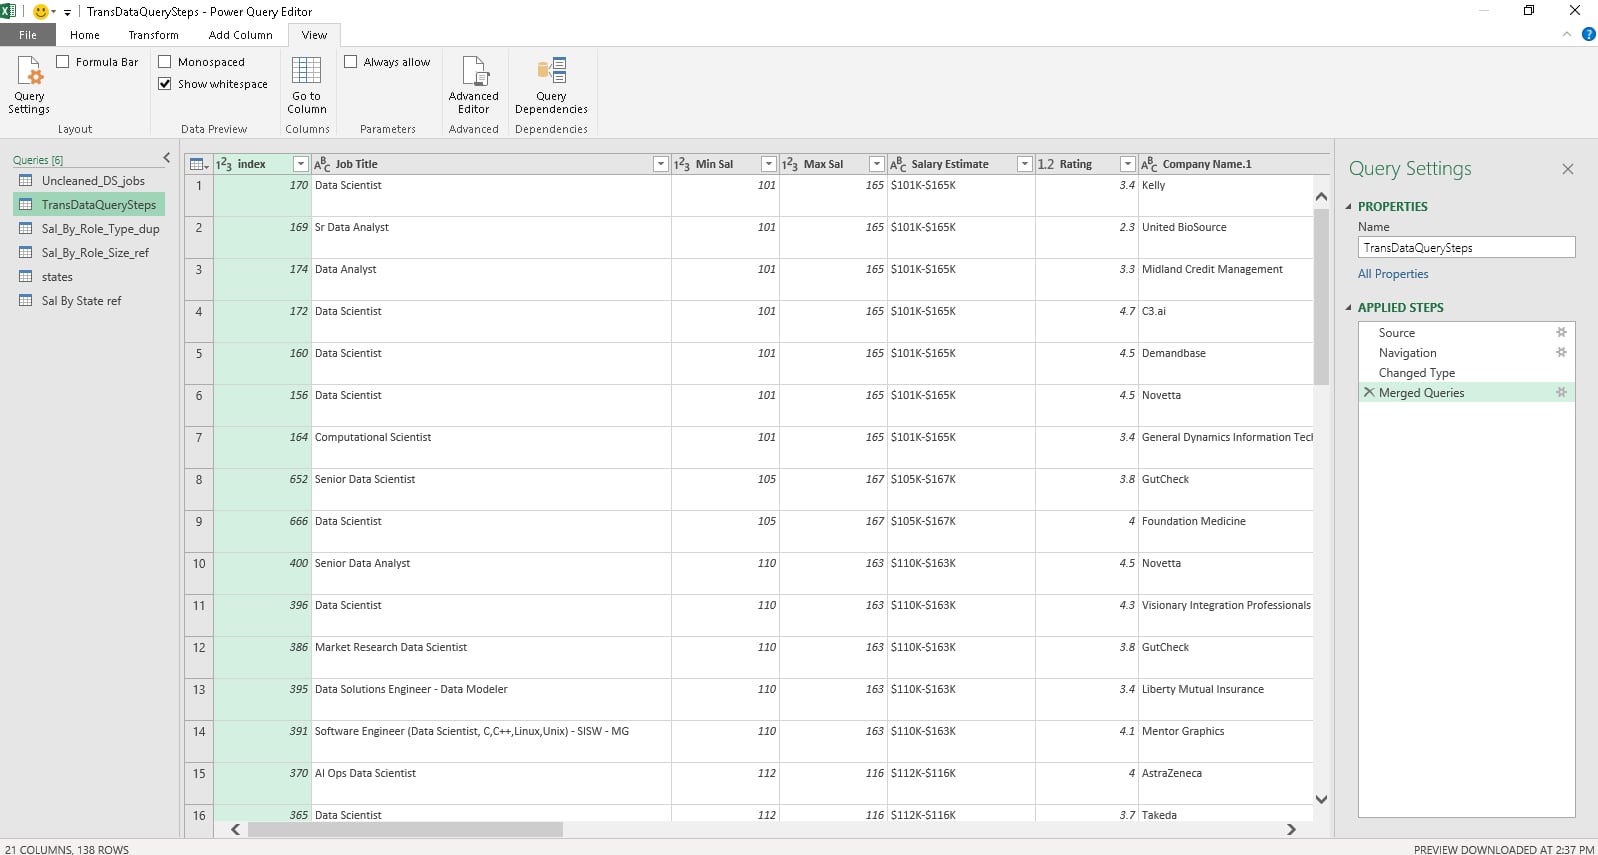 TransDataQuerySteps - Power Query Editor
File Home Transform Add Column View
Query Settings
Formula Bar
Layout
Monospaced
Show whitespace
Data Preview
Go to Column
Columns
Always allow
Parameters
Advanced Editor
Advanced
Query Dependencies
Dependencies
Queries [6]
Uncleaned_DS_jobs
TransDataQuerySteps
Sal_By_Role_Type_dup
Sal_By_Role_Size_ref
states
Sal By State ref
1²3 index ABC Job Title 1²3 Min Sal 1²3 Max Sal ABC Salary Estimate 1.2 Rating ABC Company Name.1
1 170 Data Scientist 101 165 $101K-$165K 3.4 Kelly
2 169 Sr Data Analyst 101 165 $101K-$165K 2.3 United BioSource
3 174 Data Analyst 101 165 $101K-$165K 3.3 Midland Credit Management
4 172 Data Scientist 101 165 $101K-$165K 4.7 C3.ai
5 160 Data Scientist 101 165 $101K-$165K 4.5 Demandbase
6 156 Data Scientist 101 165 $101K-$165K 4.5 Novetta
7 164 Computational Scientist 101 165 $101K-$165K 3.4 General Dynamics Information Tecl
8 652 Senior Data Scientist 105 167 $105K-$167K 3.8 GutCheck
9 666 Data Scientist 105 167 $105K-$167K 4 Foundation Medicine
10 400 Senior Data Analyst 110 163 $110K-$163K 4.5 Novetta
11 396 Data Scientist 110 163 $110K-$163K 4.3 Visionary Integration Professionals
12 386 Market Research Data Scientist 110 163 $110K-$163K 3.8 GutCheck
13 395 Data Solutions Engineer - Data Modeler 110 163 $110K-$163K 3.4 Liberty Mutual Insurance
14 391 Software Engineer (Data Scientist, C,C++,Linux,Unix) - SISW - MG 110 163 $110K-$163K 4.1 Mentor Graphics
15 370 AI Ops Data Scientist 112 116 $112K-$116K 4 AstraZeneca
16 365 Data Scientist 112 116 $112K-$116K 3.7 Takeda
Query Settings
PROPERTIES
Name
TransDataQuerySteps
All Properties
APPLIED STEPS
Source
Navigation
Changed Type
Merged Queries
21 COLUMNS, 138 ROWS
PREVIEW DOWNLOADED AT 2:37 PM